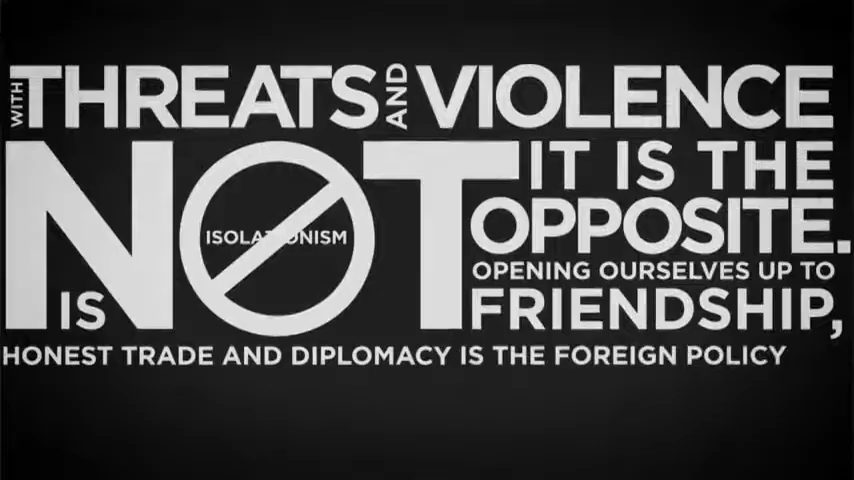 WITH THREATS AND VIOLENCE
IS NOT
ISOLATIONISM
IT IS THE
OPPOSITE.
OPENING OURSELVES UP TO
FRIENDSHIP,
HONEST TRADE AND DIPLOMACY IS THE FOREIGN POLICY